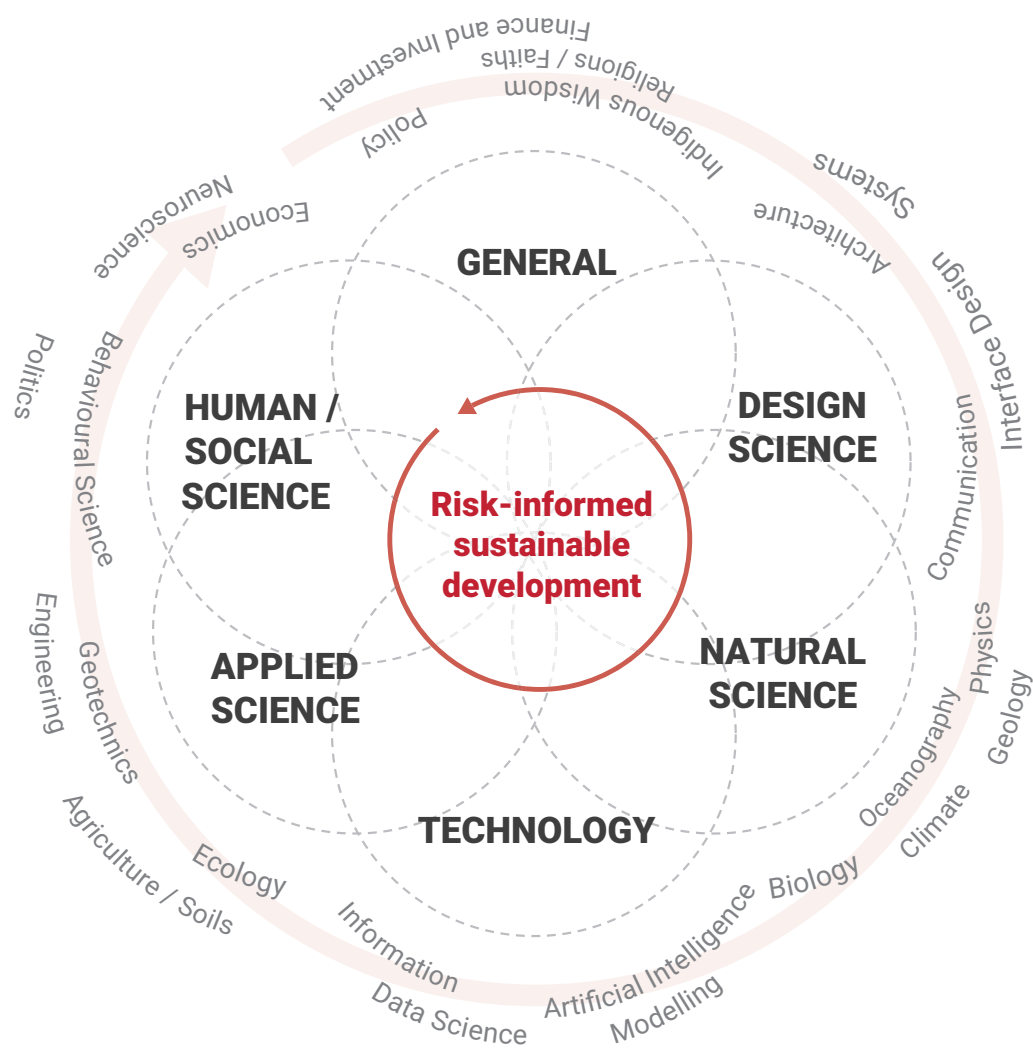 Finance and Investment
Religions / Faiths
Indigenous Wisdom
Policy
Systems
Architecture
Interface Design
Communication
Physics
Geology
Oceanography
Climate
Biology
Artificial Intelligence
Modelling
Information
Data Science
Ecology
Agriculture / Soils
Geotechnics
Engineering
Behavioural Science
Politics
Neuroscience
Economics
GENERAL
DESIGN
SCIENCE
NATURAL
SCIENCE
TECHNOLOGY
APPLIED
SCIENCE
HUMAN /
SOCIAL
SCIENCE
Risk-informed
sustainable
development